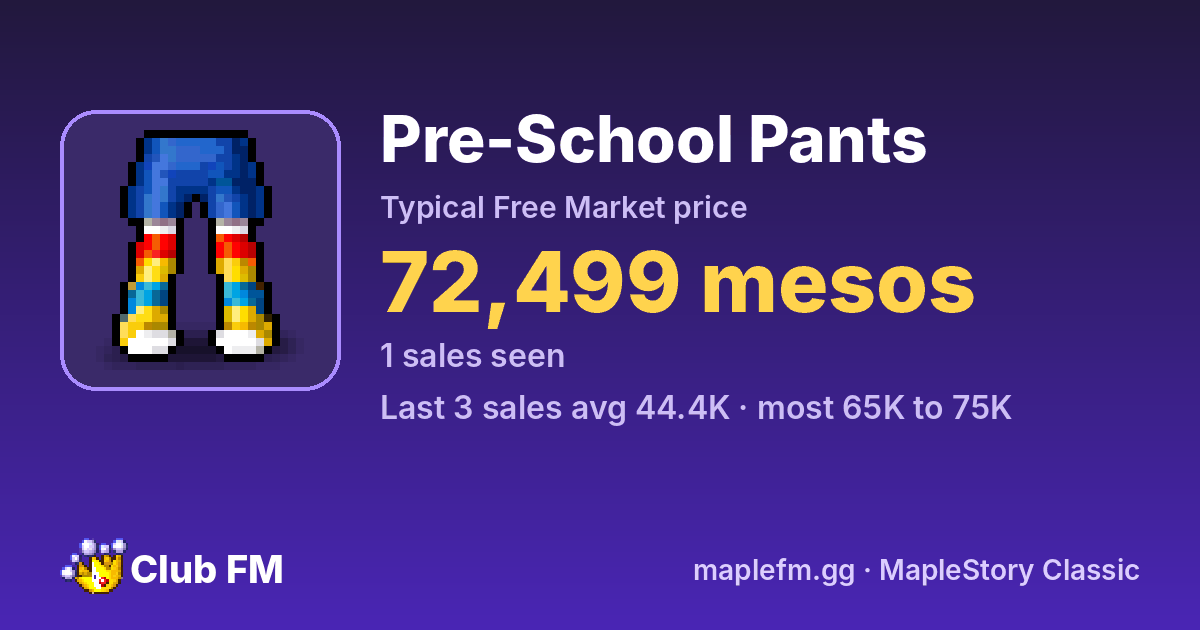 Pre-School Pants
Typical Free Market price
72,499 mesos
1 sales seen
Last 3 sales avg 44.4K · most 65K to 75K
Club FM
maplefm.gg · MapleStory Classic